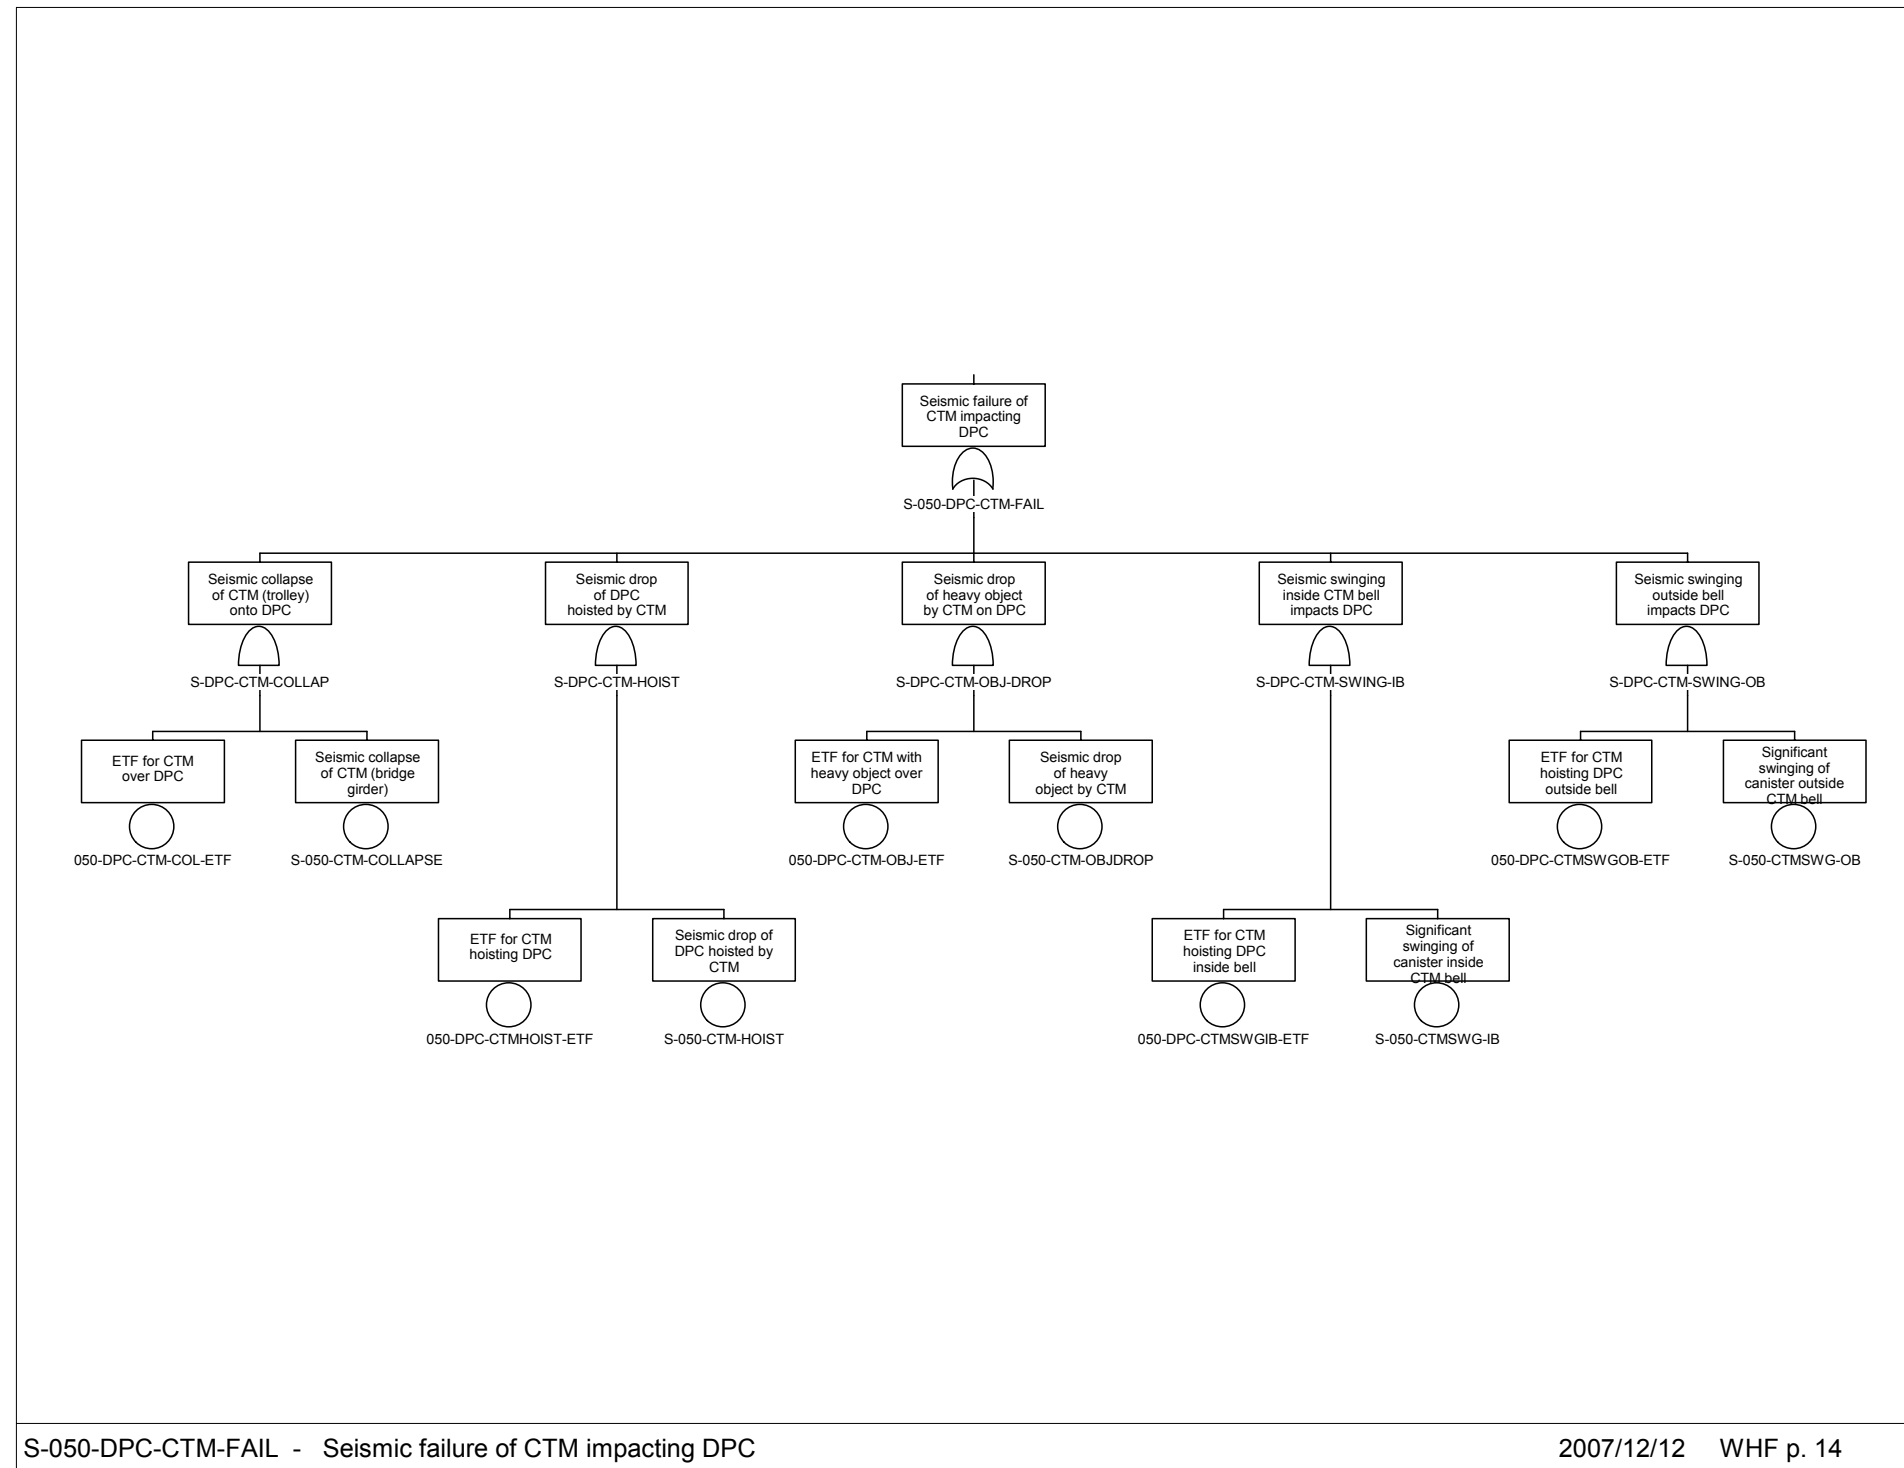 Seismic failure of
CTM impacting
DPC
S-050-DPC-CTM-FAIL
Seismic collapse
of CTM (trolley)
onto DPC
S-DPC-CTM-COLLAP
Seismic drop
of DPC
hoisted by CTM
S-DPC-CTM-HOIST
Seismic drop
of heavy object
by CTM on DPC
S-DPC-CTM-OBJ-DROP
Seismic swinging
inside CTM bell
impacts DPC
S-DPC-CTM-SWING-IB
Seismic swinging
outside bell
impacts DPC
S-DPC-CTM-SWING-OB
ETF for CTM
over DPC
050-DPC-CTM-COL-ETF
Seismic collapse
of CTM (bridge
girder)
S-050-CTM-COLLAPSE
ETF for CTM with
heavy object over
DPC
050-DPC-CTM-OBJ-ETF
Seismic drop
of heavy
object by CTM
S-050-CTM-OBJDROP
ETF for CTM
hoisting DPC
outside bell
050-DPC-CTMSWGOB-ETF
Significant
swinging of
canister outside
CTM bell
S-050-CTMSWG-OB
ETF for CTM
hoisting DPC
050-DPC-CTMHOIST-ETF
Seismic drop of
DPC hoisted by
CTM
S-050-CTM-HOIST
ETF for CTM
hoisting DPC
inside bell
050-DPC-CTMSWGIB-ETF
Significant
swinging of
canister inside
CTM bell
S-050-CTMSWG-IB
S-050-DPC-CTM-FAIL - Seismic failure of CTM impacting DPC
2007/12/12 WHF p. 14